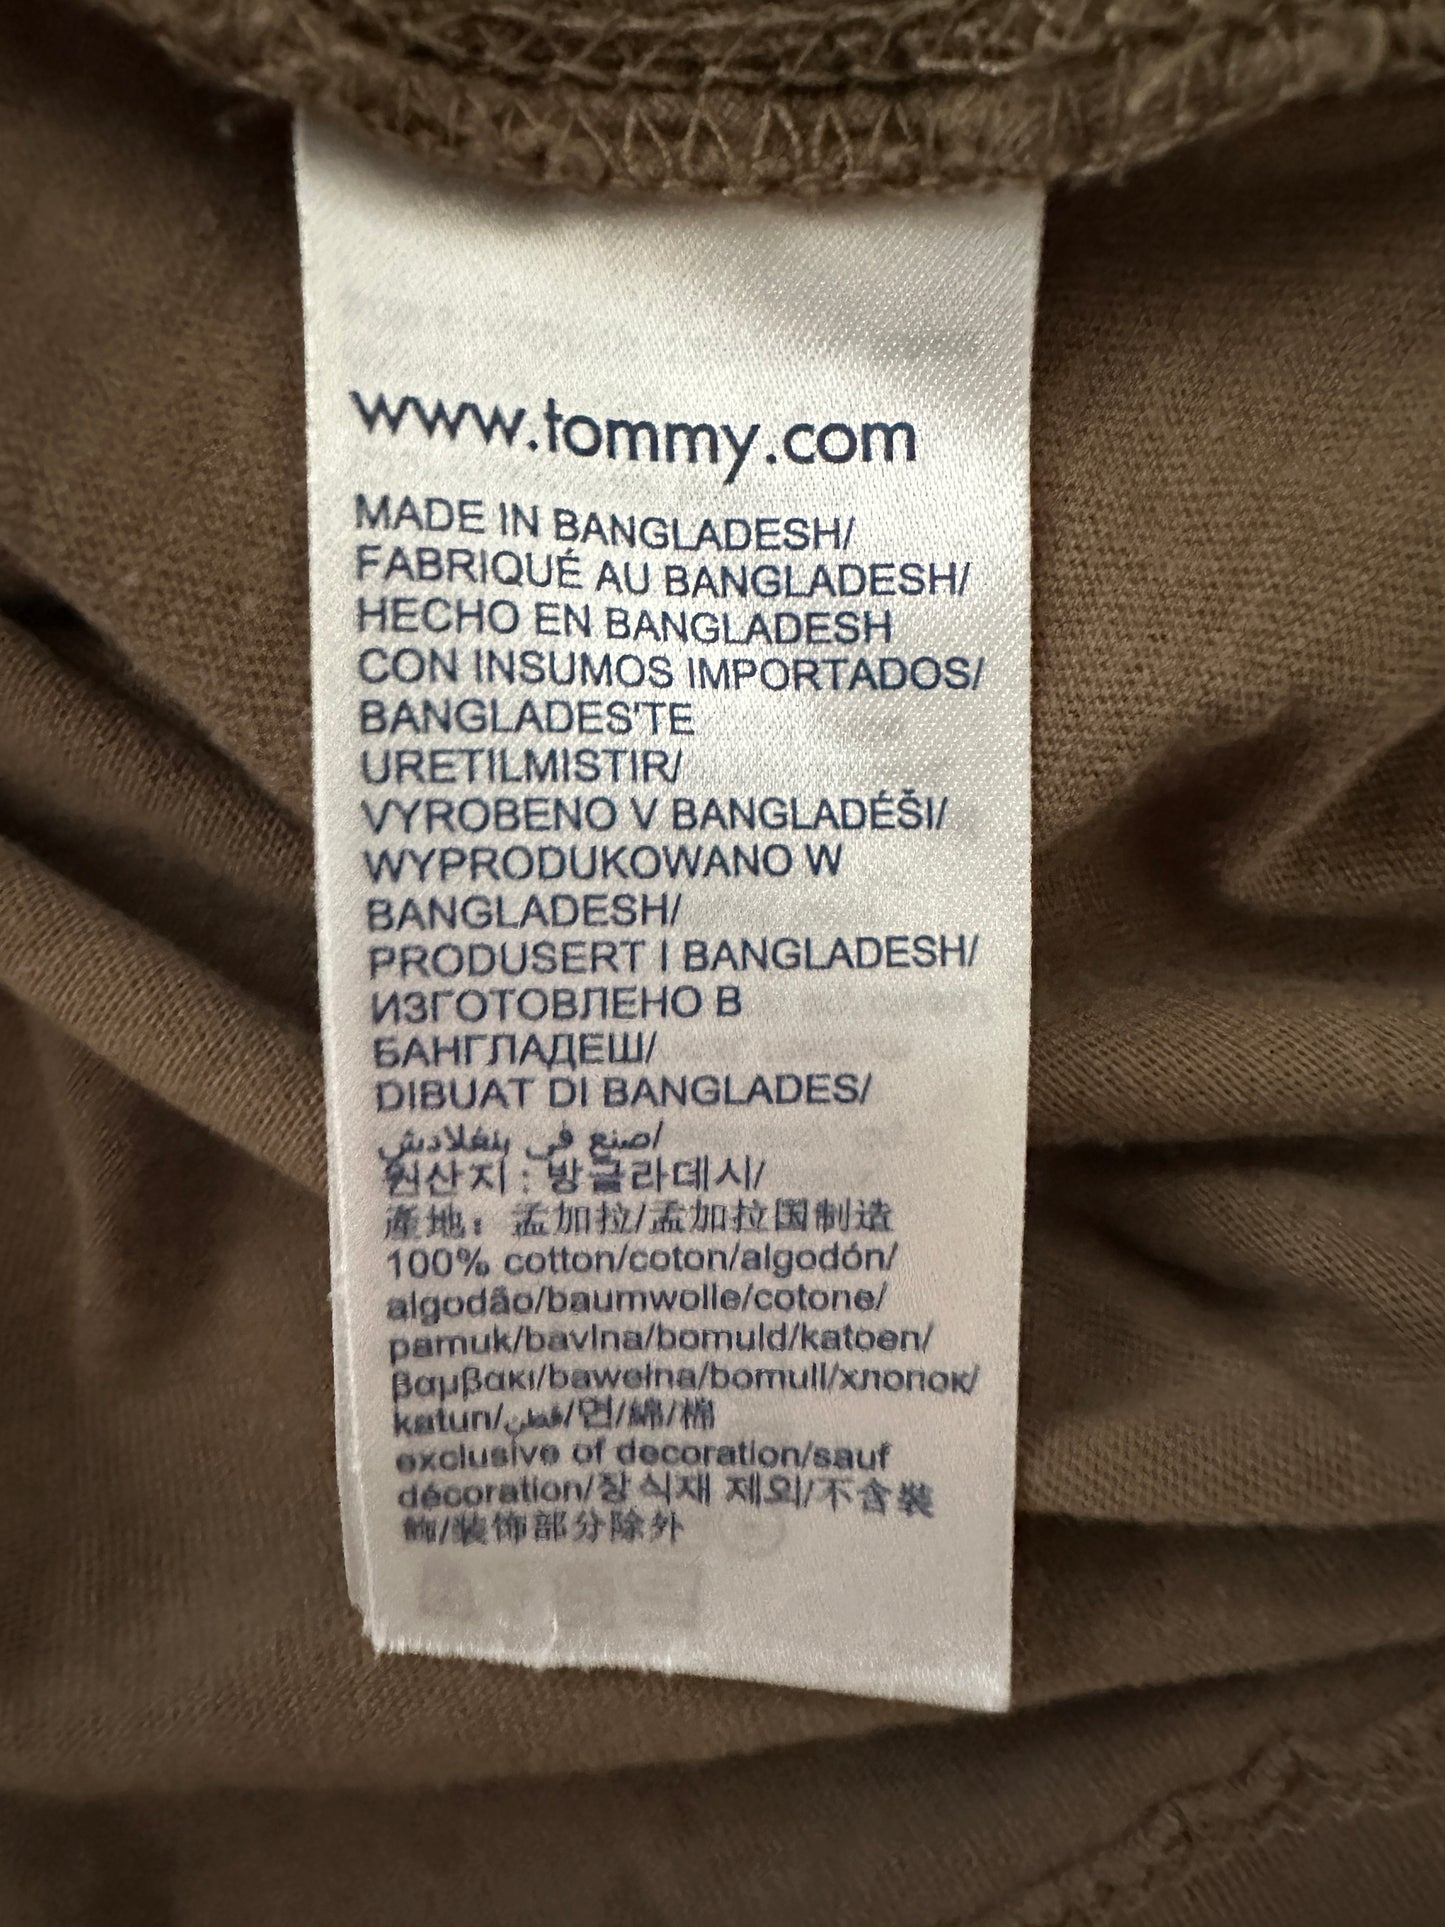 www.tommy.com
MADE IN BANGLADESH/
FABRIQUÉ AU BANGLADESH/
HECHO EN BANGLADESH
CON INSUMOS IMPORTADOS/
BANGLADES'TE
URETILMISTIR/
VYROBENO V BANGLADÉŠI/
WYPRODUKOWANO W
BANGLADESH/
PRODUSERT I BANGLADESH/
ИЗГОТОВЛЕНО В
БАНГЛАДЕШ/
DIBUAT DI BANGLADES/
صنع في بنغلادش/
원산지 : 방글라데시/
產地：孟加拉/孟加拉国制造
100% cotton/coton/algodón/
algodão/baumwolle/cotone/
pamuk/bavlna/bomuld/katoen/
βαμβακι/bawełna/bomull/хлопок/
katun/قطن/면/綿/棉
exclusive of decoration/sauf
décoration/장식재 제외/不含裝
飾/装饰部分除外